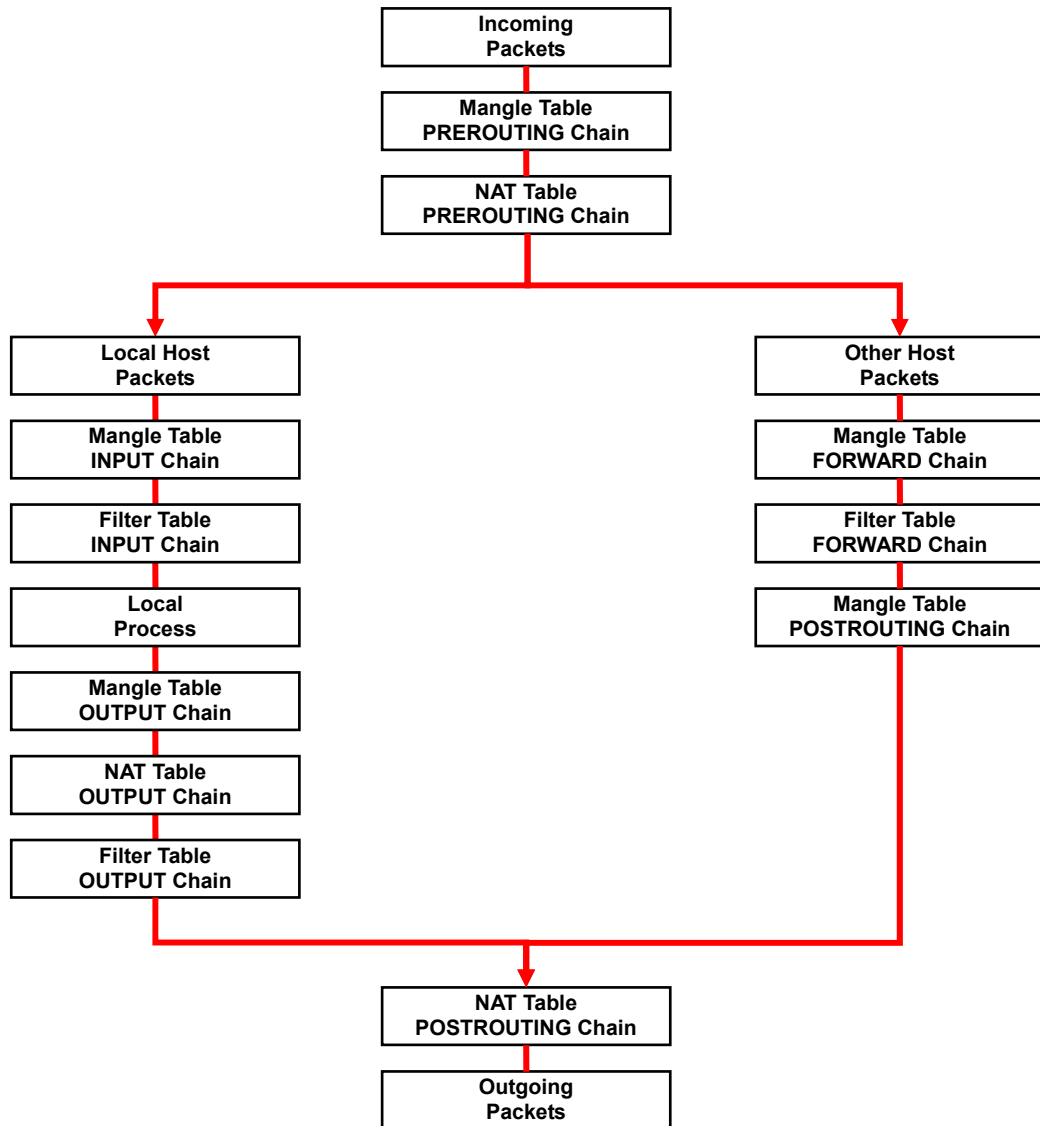 Incoming
Packets
Mangle Table
PREROUTING Chain
NAT Table
PREROUTING Chain
Local Host
Packets
Mangle Table
INPUT Chain
Filter Table
INPUT Chain
Local
Process
Mangle Table
OUTPUT Chain
NAT Table
OUTPUT Chain
Filter Table
OUTPUT Chain
Other Host
Packets
Mangle Table
FORWARD Chain
Filter Table
FORWARD Chain
Mangle Table
POSTROUTING Chain
NAT Table
POSTROUTING Chain
Outgoing
Packets